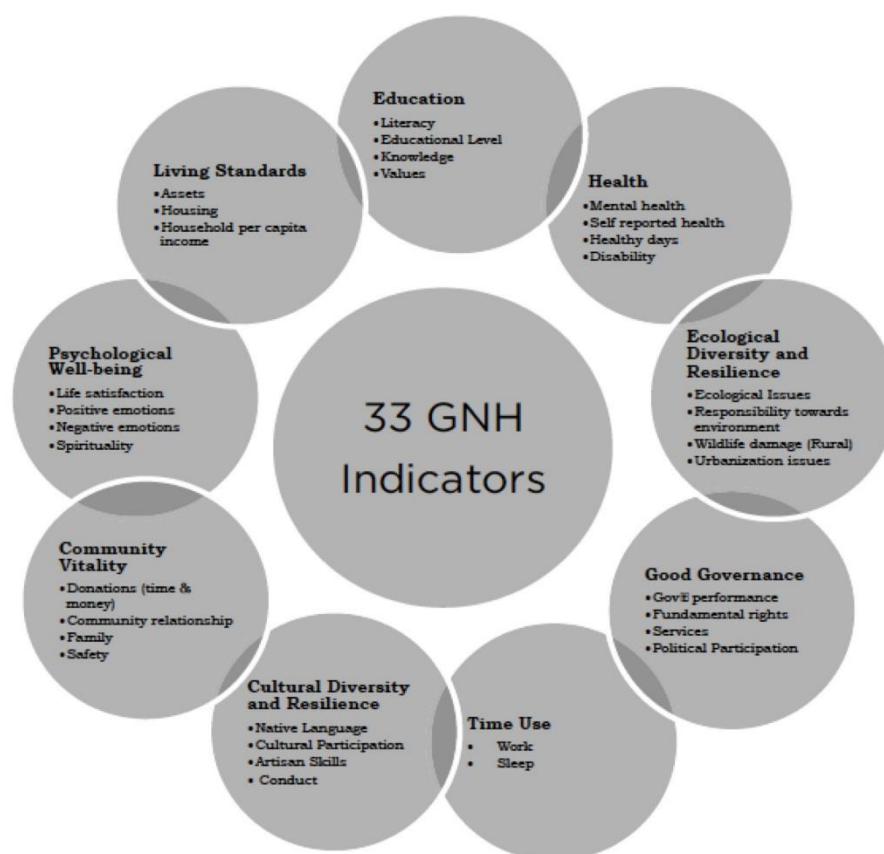 Education
•Literacy
•Educational Level
•Knowledge
•Values
Health
•Mental health
•Self reported health
•Healthy days
•Disability
Ecological
Diversity and
Resilience
•Ecological Issues
•Responsibility towards
environment
•Wildlife damage (Rural)
•Urbanization issues
Good Governance
•Gov performance
•Fundamental rights
•Services
•Political Participation
Time Use
• Work
• Sleep
Cultural Diversity
and Resilience
•Native Language
•Cultural Participation
•Artisan Skills
• Conduct
Community
Vitality
•Donations (time &
money)
•Community relationship
•Family
•Safety
Psychological
Well-being
•Life satisfaction
•Positive emotions
•Negative emotions
•Spirituality
Living Standards
•Assets
•Housing
•Household per capita
income
33 GNH
Indicators